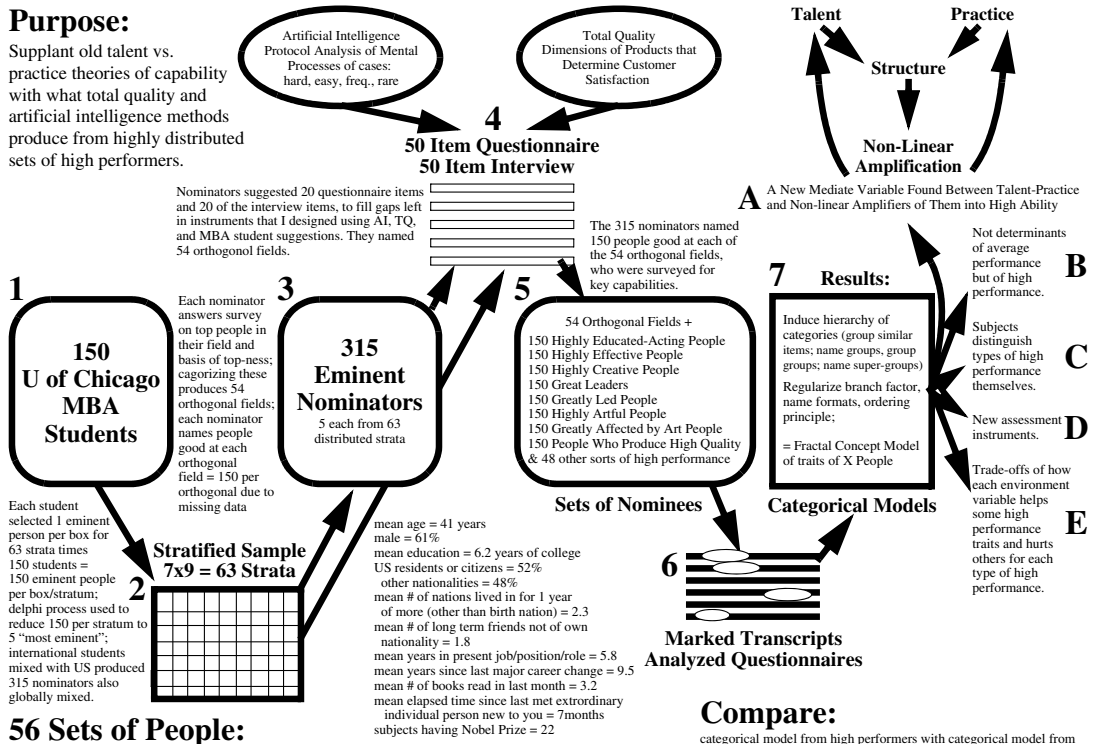 Purpose:
Supplant old talent vs.
practice theories of capability
with what total quality and
artificial intelligence methods
produce from highly distributed
sets of high performers.
Artificial Intelligence
Protocol Analysis of Mental
Processes of cases:
hard, easy, freq., rare
Total Quality
Dimensions of Products that
Determine Customer
Satisfaction
4
50 Item Questionnaire
50 Item Interview
Talent
Practice
Structure
Non-Linear
Amplification
A
A New Mediate Variable Found Between Talent-Practice
and Non-linear Amplifiers of Them into High Ability
Nominators suggested 20 questionnaire items
and 20 of the interview items, to fill gaps left
in instruments that I designed using AI, TQ,
and MBA student suggestions. They named
54 orthogonol fields.
The 315 nominators named
150 people good at each of
the 54 orthogonal fields,
who were surveyed for
key capabilities.
1
150
U of Chicago
MBA
Students
Each nominator
answers survey
on top people in
their field and
basis of top-ness;
cagorizing these
produces 54
orthogonal fields;
each nominator
names people
good at each
orthogonal
field = 150 per
orthogonal due to
missing data
3
315
Eminent
Nominators
5 each from 63
distributed strata
5
54 Orthogonal Fields +
150 Highly Educated-Acting People
150 Highly Effective People
150 Highly Creative People
150 Great Leaders
150 Greatly Led People
150 Highly Artful People
150 Greatly Affected by Art People
150 People Who Produce High Quality
& 48 other sorts of high performance
Sets of Nominees
7
Results:
Induce hierarchy of
categories (group similar
items; name groups, group
groups; name super-groups)
Regularize branch factor,
name formats, ordering
principle;
= Fractal Concept Model
of traits of X People
Categorical Models
Not determinants
of average
performance
but of high
performance.
B
Subjects
distinguish
types of high
performance
themselves.
C
New assessment
instruments.
D
Trade-offs of how
each environment
variable helps
some high
performance
traits and hurts
others for each
type of high
performance.
E
Each student
selected 1 eminent
person per box for
63 strata times
150 students =
150 eminent people
per box/stratum;
delphi process used to
reduce 150 per stratum to
5 “most eminent”;
international students
mixed with US produced
315 nominators also
globally mixed.
Stratified Sample
7x9 = 63 Strata
2
mean age = 41 years
male = 61%
mean education = 6.2 years of college
US residents or citizens = 52%
other nationalities = 48%
mean # of nations lived in for 1 year
of more (other than birth nation) = 2.3
mean # of long term friends not of own
nationality = 1.8
mean years in present job/position/role = 5.8
mean years since last major career change = 9.5
mean # of books read in last month = 3.2
mean elapsed time since last met extrordinary
individual person new to you = 7months
subjects having Nobel Prize = 22
6
Marked Transcripts
Analyzed Questionnaires
56 Sets of People:
Compare:
categorical model from high performers with categorical model from